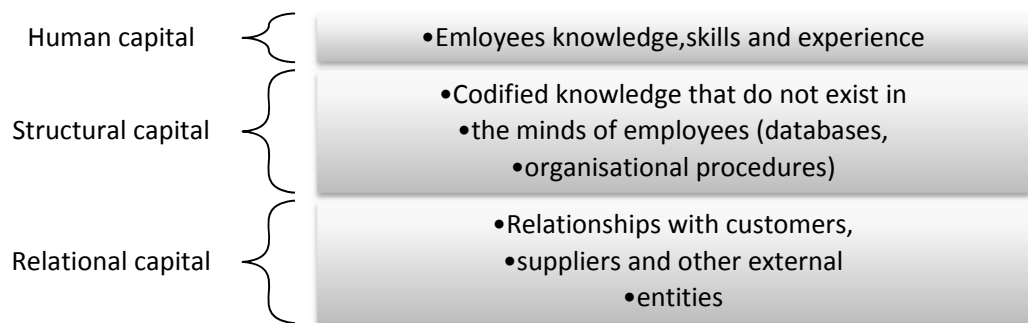 Human capital
•Emloyees knowledge,skills and experience
Structural capital
•Codified knowledge that do not exist in
•the minds of employees (databases,
•organisational procedures)
Relational capital
•Relationships with customers,
•suppliers and other external
•entities